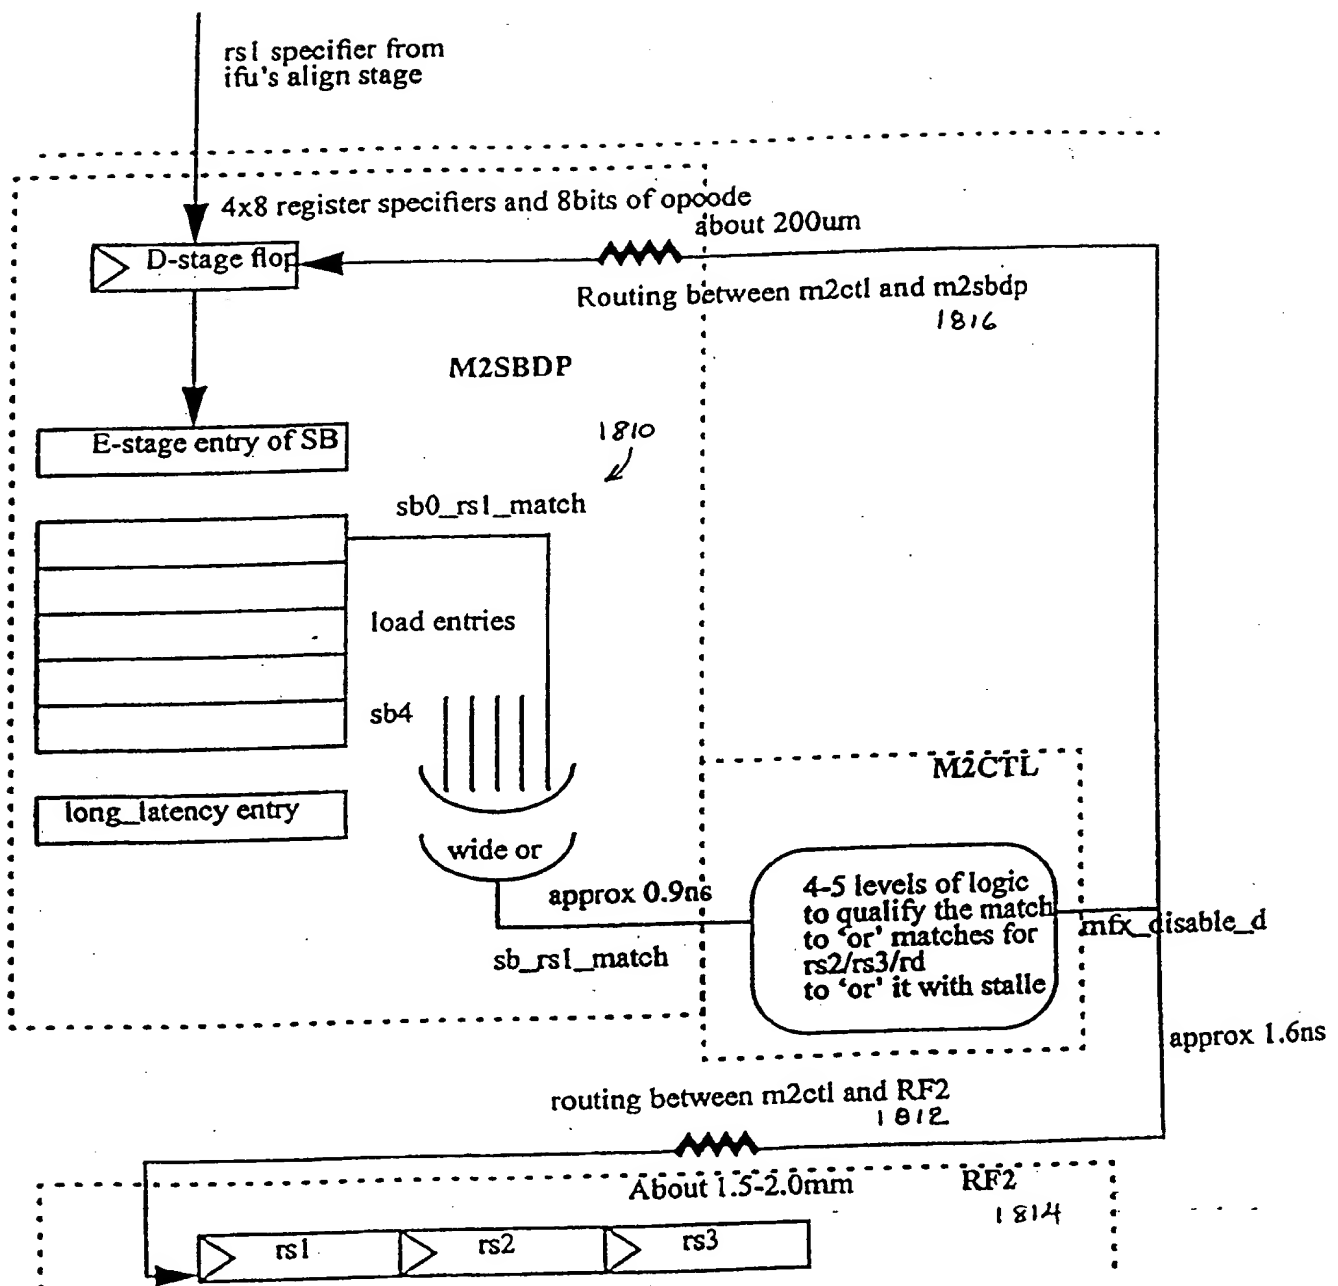 rs1 specifier from
ifu's align stage
4x8 register specifiers and 8bits of opcode
about 200um
D-stage flop
Routing between m2ctl and m2sbdp
1816
M2SBDP
E-stage entry of SB
1810
sb0_rs1_match
load entries
sb4
M2CTL
long_latency entry
wide or
approx 0.9ns
4-5 levels of logic
to qualify the match
to 'or' matches for
rs2/rs3/rd
to 'or' it with stalle
mfx_disable_d
sb_rs1_match
approx 1.6ns
routing between m2ctl and RF2
1812
About 1.5-2.0mm
RF2
1814
rs1
rs2
rs3